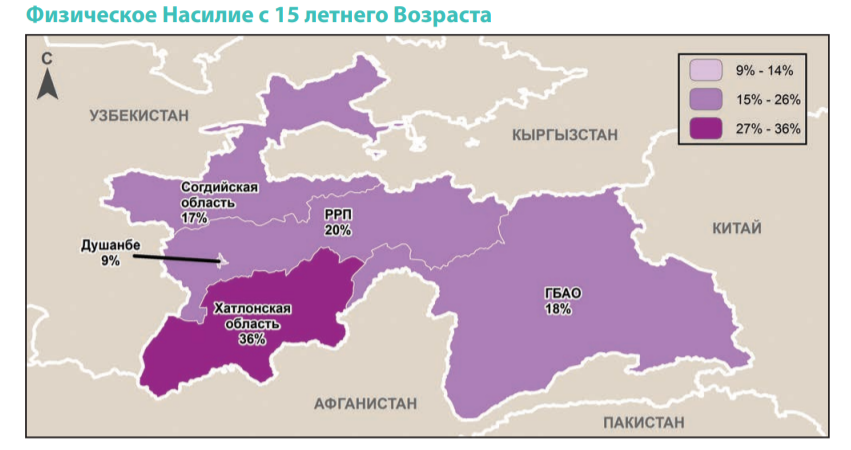 Физическое Насилие с 15 летнего Возраста
С
9% - 14%
15% - 26%
27% - 36%
УЗБЕКИСТАН
КЫРГЫЗСТАН
Согдийская
область
17%
РРП
20%
КИТАЙ
Душанбе
9%
ГБАО
18%
Хатлонская
область
36%
АФГАНИСТАН
ПАКИСТАН